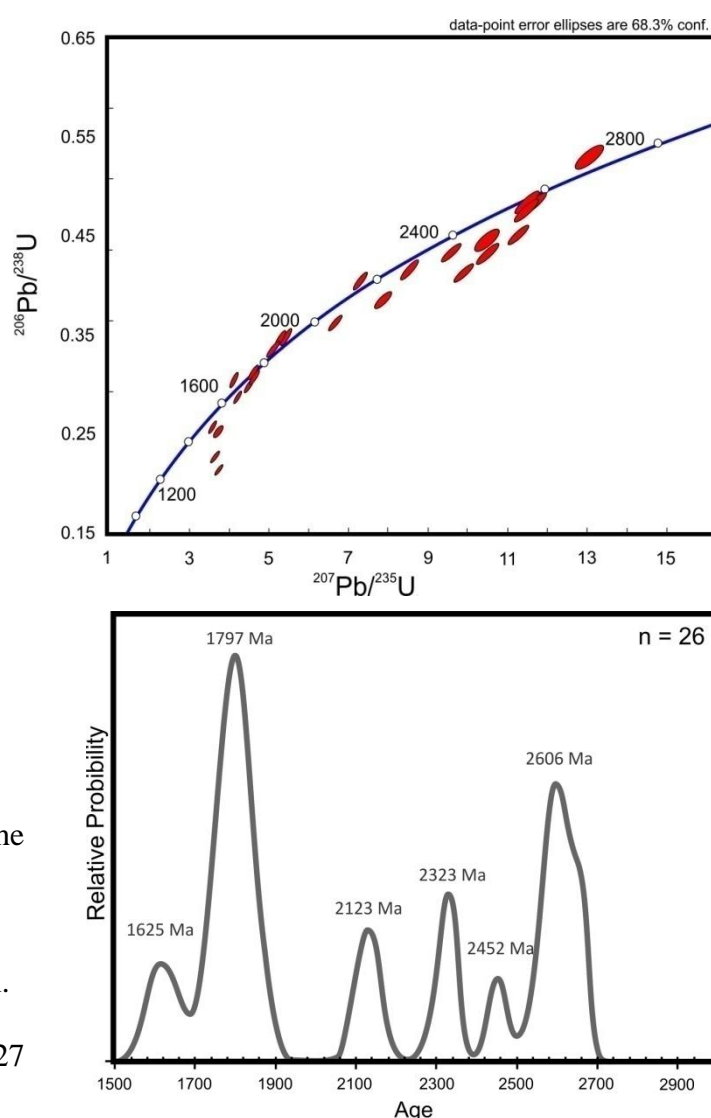 data-point error ellipses are 68.3% conf.
0.65
0.55
0.45
0.35
0.25
0.15
206Pb/238U
2800
2400
2000
1600
1200
1 3 5 7 9 11 13 15
207Pb/235U
n = 26
1797 Ma
2606 Ma
2323 Ma
2123 Ma
2452 Ma
1625 Ma
Relative Probibility
1500 1700 1900 2100 2300 2500 2700 2900
Age
ne
.
27